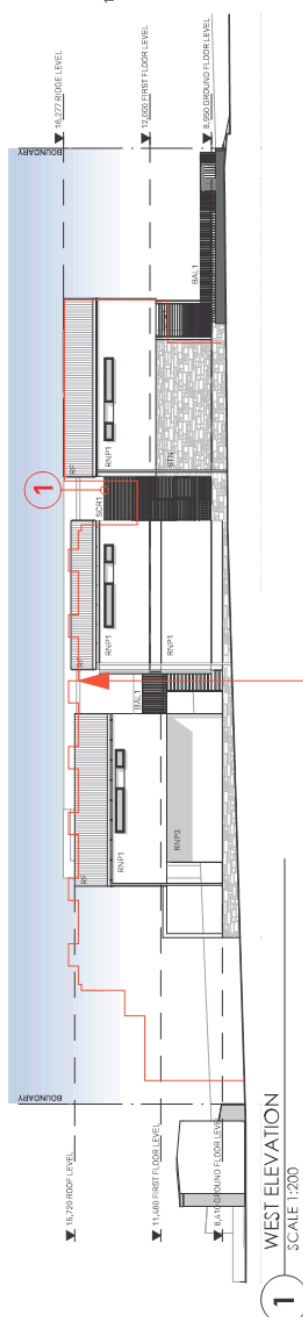 BOUNDARY
BOUNDARY
16,277 RIDGE LEVEL
12,000 FIRST FLOOR LEVEL
8,950 GROUND FLOOR LEVEL
15,720 ROOF LEVEL
11,460 FIRST FLOOR LEVEL
8,410 GROUND FLOOR LEVEL
RF
RNP1
RNP2
BAL1
RF
RNP1
RNP1
SCR1
1
RF
RNP1
STN
BAL1
1
WEST ELEVATION
SCALE 1:200